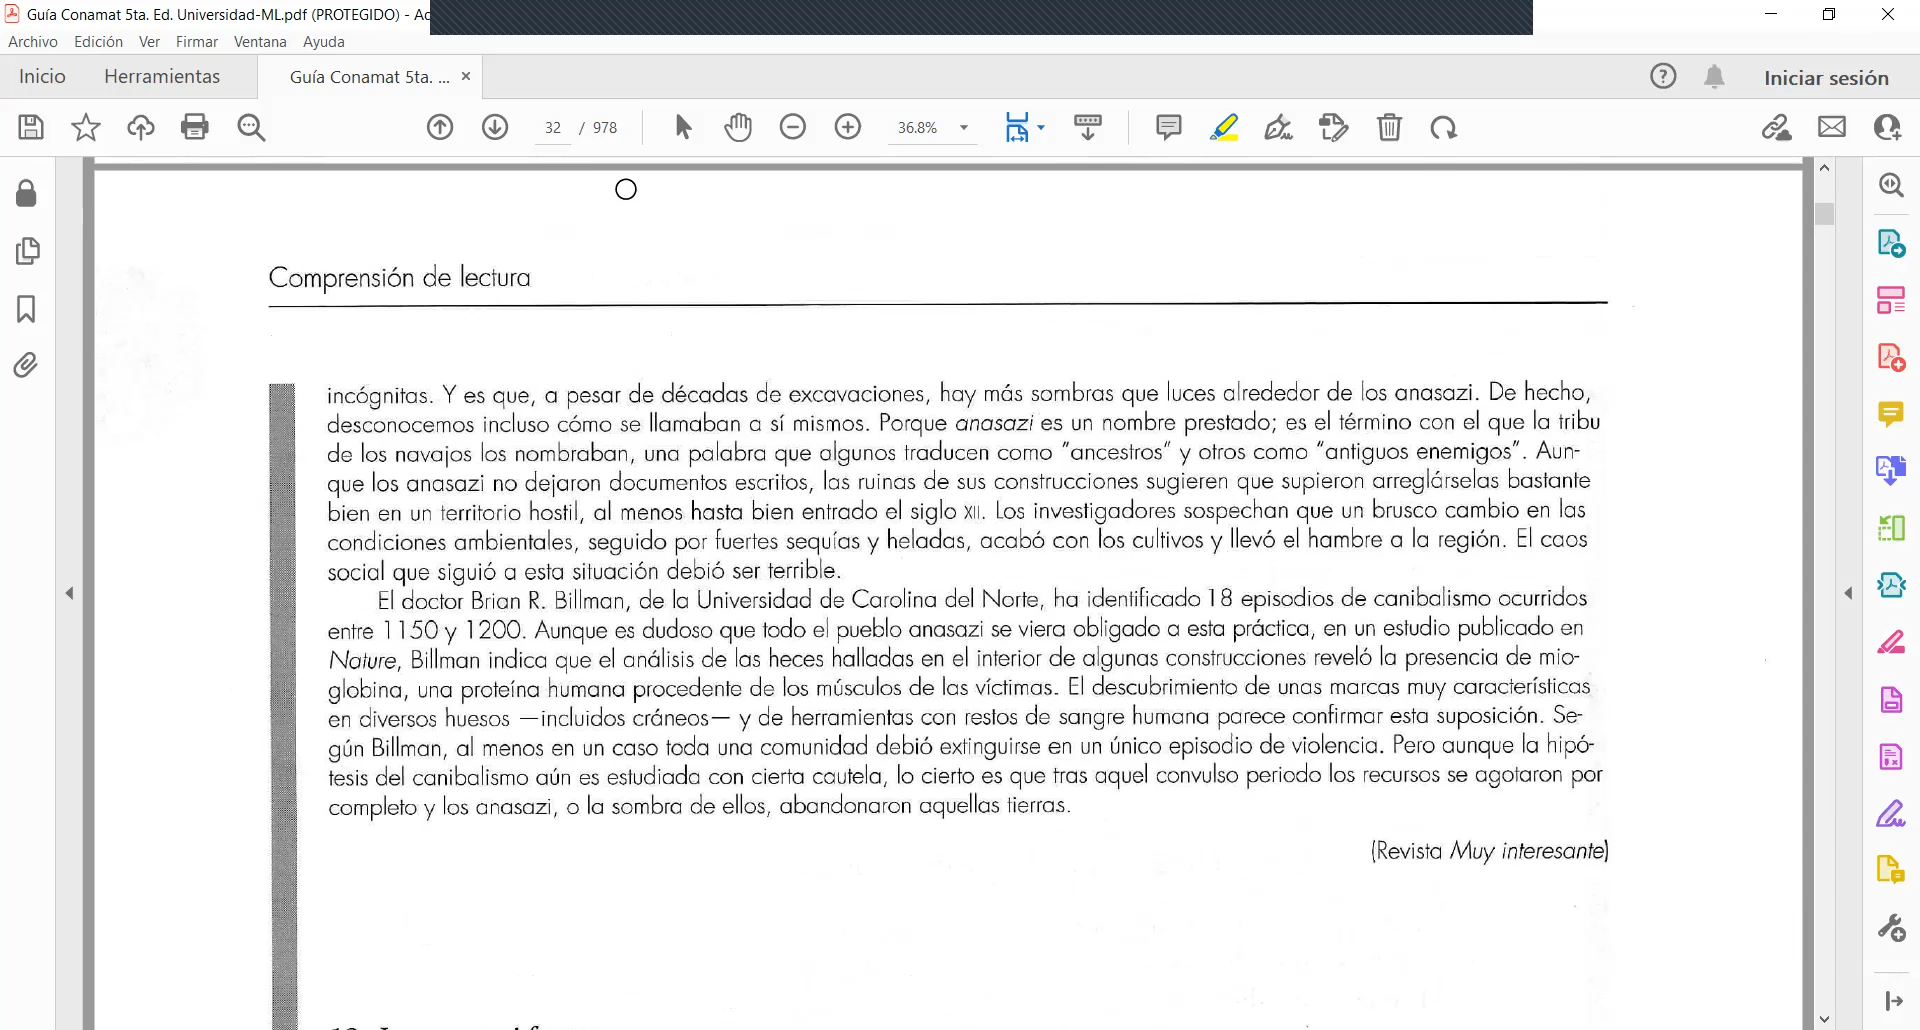 Guía Conamat 5ta. Ed. Universidad-ML.pdf (PROTEGIDO) - Ac
Archivo Edición Ver Firmar Ventana Ayuda
Inicio Herramientas Guía Conamat 5ta. ... × Iniciar sesión
32 / 978 36.8%
Comprensión de lectura
incógnitas. Y es que, a pesar de décadas de excavaciones, hay más sombras que luces alrededor de los anasazi. De hecho,
desconocemos incluso cómo se llamaban a sí mismos. Porque anasazi es un nombre prestado; es el término con el que la tribu
de los navajos los nombraban, una palabra que algunos traducen como "ancestros" y otros como "antiguos enemigos". Aun-
que los anasazi no dejaron documentos escritos, las ruinas de sus construcciones sugieren que supieron arreglárselas bastante
bien en un territorio hostil, al menos hasta bien entrado el siglo XII. Los investigadores sospechan que un brusco cambio en las
condiciones ambientales, seguido por fuertes sequías y heladas, acabó con los cultivos y llevó el hambre a la región. El caos
social que siguió a esta situación debió ser terrible.
El doctor Brian R. Billman, de la Universidad de Carolina del Norte, ha identificado 18 episodios de canibalismo ocurridos
entre 1150 y 1200. Aunque es dudoso que todo el pueblo anasazi se viera obligado a esta práctica, en un estudio publicado en
Nature, Billman indica que el análisis de las heces halladas en el interior de algunas construcciones reveló la presencia de mio-
globina, una proteína humana procedente de los músculos de las víctimas. El descubrimiento de unas marcas muy características
en diversos huesos —incluidos cráneos— y de herramientas con restos de sangre humana parece confirmar esta suposición. Se-
gún Billman, al menos en un caso toda una comunidad debió extinguirse en un único episodio de violencia. Pero aunque la hipó-
tesis del canibalismo aún es estudiada con cierta cautela, lo cierto es que tras aquel convulso periodo los recursos se agotaron por
completo y los anasazi, o la sombra de ellos, abandonaron aquellas tierras.
(Revista Muy interesante)